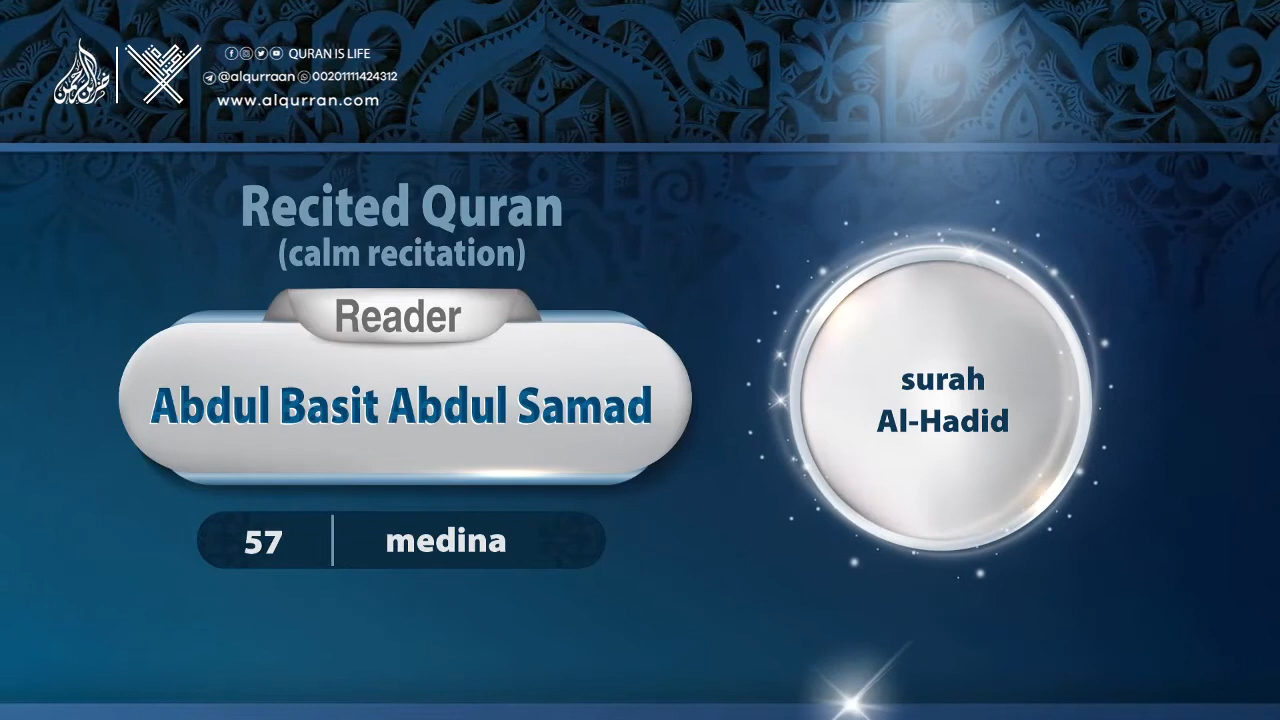 QURAN IS LIFE
@alqurraan 00201111424312
www.alqurran.com
Recited Quran
(calm recitation)
Reader
Abdul Basit Abdul Samad
57 medina
surah
Al-Hadid